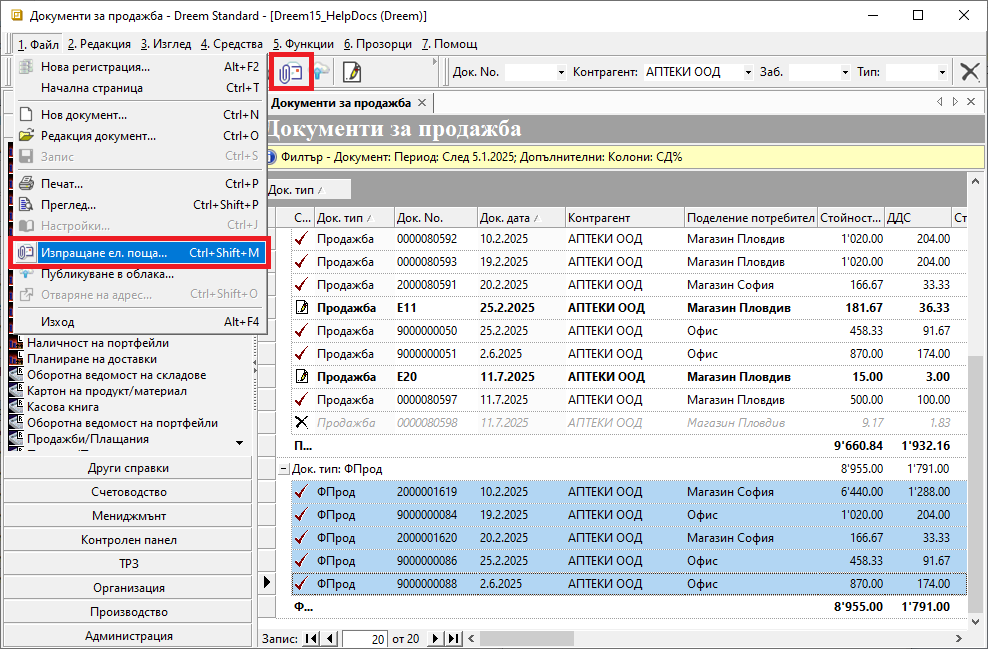 Документи за продажба - Dreem Standard - [Dreem15_HelpDocs (Dreem)]
1. Файл 2. Редакция 3. Изглед 4. Средства 5. Функции 6. Прозорци 7. Помощ
Док. No. Контрагент: АПТЕКИ ООД Заб. Тип:
Нова регистрация... Alt+F2
Начална страница Ctrl+T
Нов документ... Ctrl+N
Редакция документ... Ctrl+O
Запис Ctrl+S
Печат... Ctrl+P
Преглед... Ctrl+Shift+P
Настройки... Ctrl+J
Изпращане ел. поща... Ctrl+Shift+M
Публикуване в облака...
Отваряне на адрес... Ctrl+Shift+O
Изход Alt+F4
Наличност на портфейли
Планиране на доставки
Оборотна ведомост на складове
Картон на продукт/материал
Касова книга
Оборотна ведомост на портфейли
Продажби/Плащания
Други справки
Счетоводство
Мениджмънт
Контролен панел
ТРЗ
Организация
Производство
Администрация
Документи за продажба
Документи за продажба
Филтър - Документ: Период: След 5.1.2025; Допълнителни: Колони: СД%
Док. тип
С... Док. тип Док. No. Док. дата Контрагент Поделение потребител Стойност... ДДС Ст
Продажба 0000080592 10.2.2025 АПТЕКИ ООД Магазин Пловдив 1'020.00 204.00
Продажба 0000080593 19.2.2025 АПТЕКИ ООД Магазин Пловдив 1'020.00 204.00
Продажба 0000080591 20.2.2025 АПТЕКИ ООД Магазин София 166.67 33.33
Продажба E11 25.2.2025 АПТЕКИ ООД Магазин Пловдив 181.67 36.33
Продажба 9000000050 25.2.2025 АПТЕКИ ООД Офис 458.33 91.67
Продажба 9000000051 2.6.2025 АПТЕКИ ООД Офис 870.00 174.00
Продажба E20 11.7.2025 АПТЕКИ ООД Магазин Пловдив 15.00 3.00
Продажба 0000080597 11.7.2025 АПТЕКИ ООД Магазин Пловдив 500.00 100.00
Продажба 0000080598 11.7.2025 АПТЕКИ ООД Магазин Пловдив 9.17 1.83
П... 9'660.84 1'932.16
Док. тип: ФПрод 8'955.00 1'791.00
ФПрод 2000001619 10.2.2025 АПТЕКИ ООД Магазин София 6'440.00 1'288.00
ФПрод 9000000084 19.2.2025 АПТЕКИ ООД Офис 1'020.00 204.00
ФПрод 2000001620 20.2.2025 АПТЕКИ ООД Магазин София 166.67 33.33
ФПрод 9000000086 25.2.2025 АПТЕКИ ООД Офис 458.33 91.67
ФПрод 9000000088 2.6.2025 АПТЕКИ ООД Офис 870.00 174.00
Ф... 8'955.00 1'791.00
Запис: 20 от 20